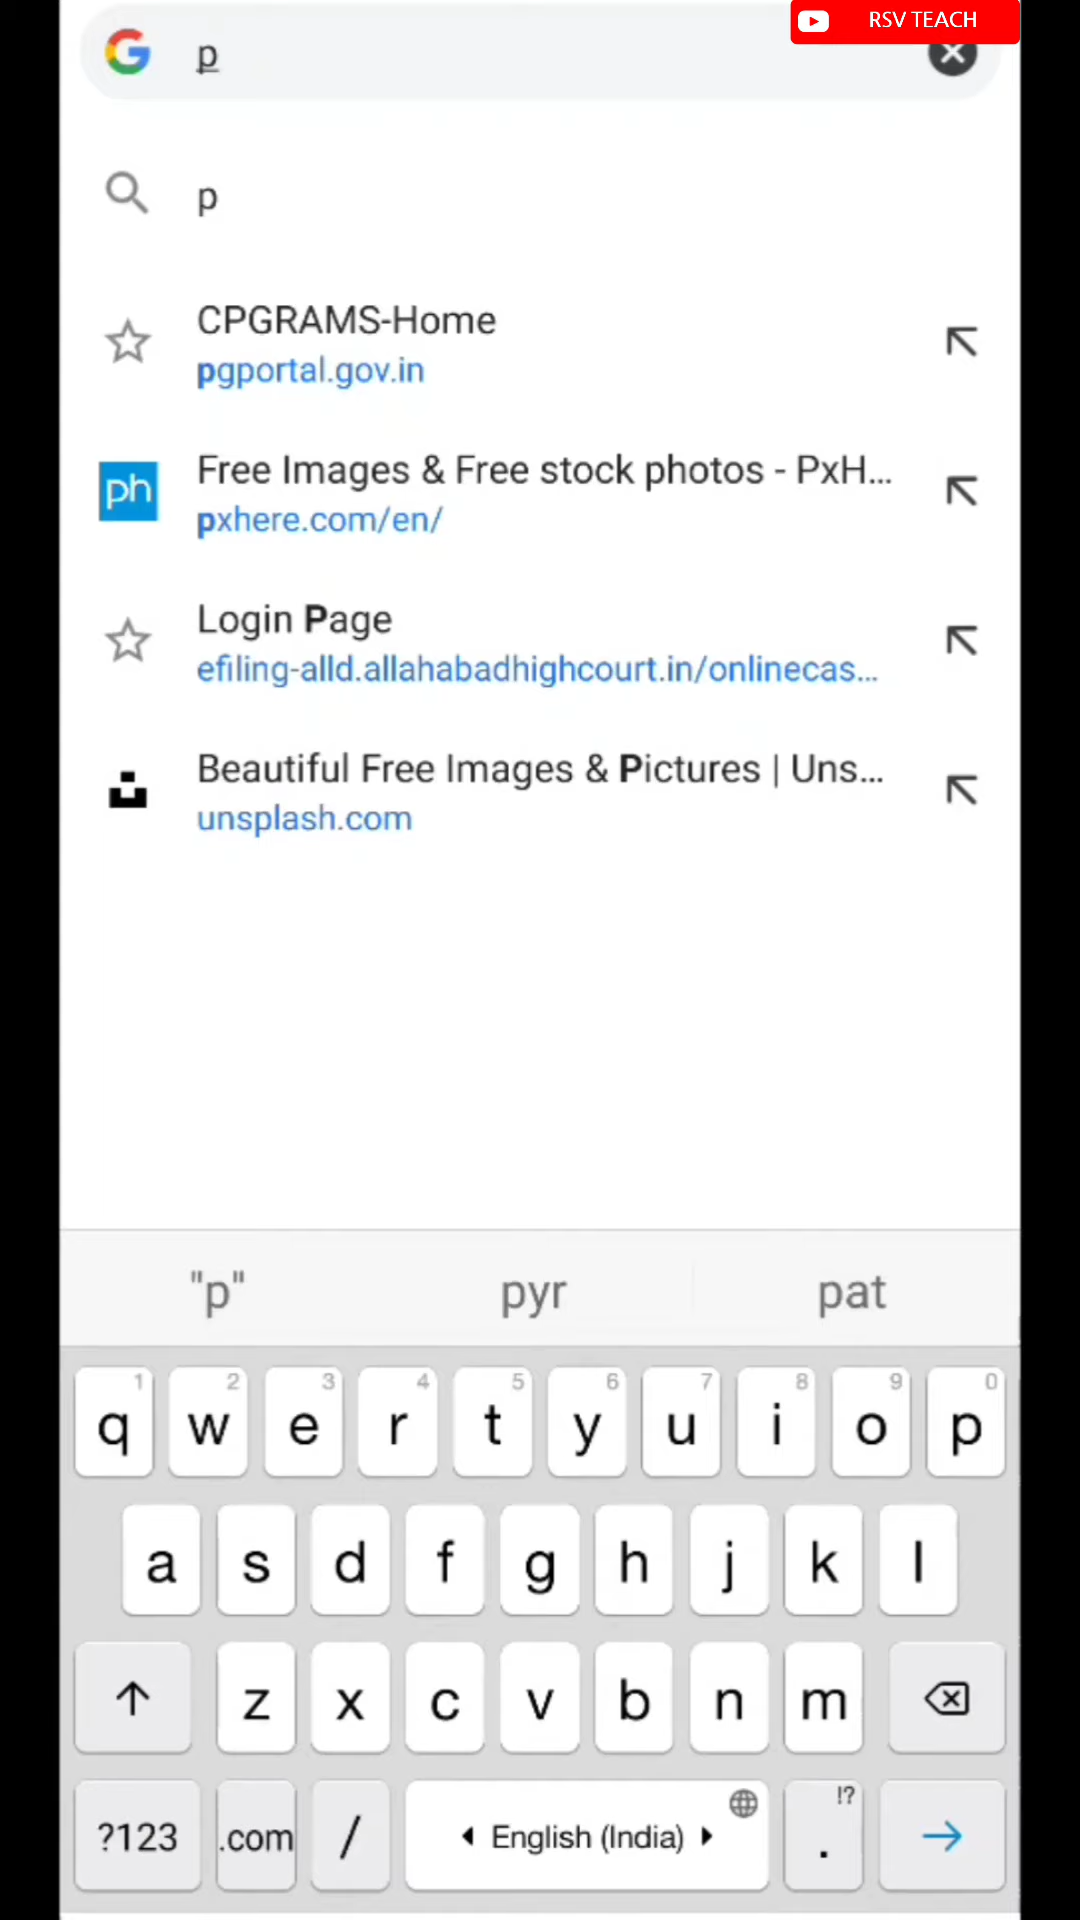 RSV TEACH
p
p
CPGRAMS-Home
pgportal.gov.in
ph
Free Images & Free stock photos - PxH...
pxhere.com/en/
Login Page
efiling-alld.allahabadhighcourt.in/onlinecas...
Beautiful Free Images & Pictures | Uns...
unsplash.com
"p" pyr pat
1 2 3 4 5 6 7 8 9 0
q w e r t y u i o p
a s d f g h j k l
z x c v b n m
!?
?123 .com / English (India) .